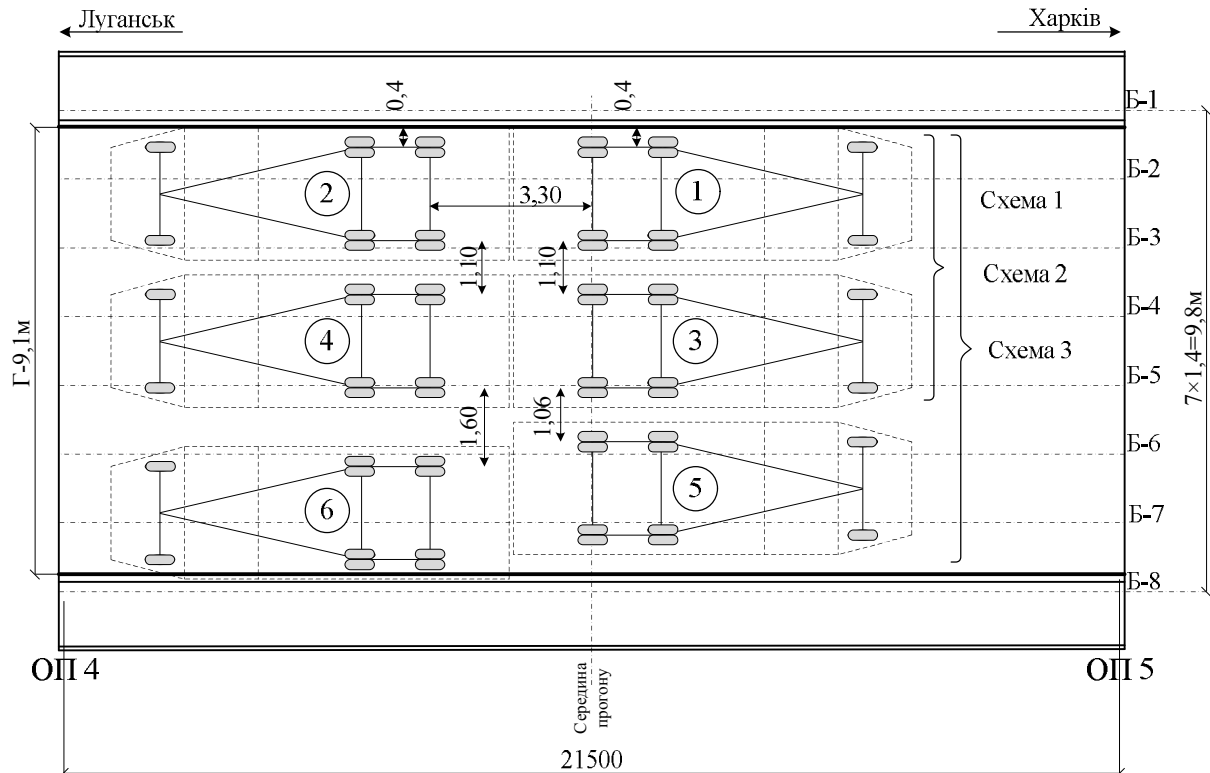 Луганськ
Харків
0,4
0,4
Б-1
2
3,30
1
Б-2
Схема 1
Б-3
1,10
1,10
Схема 2
Б-4
4
3
Схема 3
Г-9,1м
7×1,4=9,8м
Б-5
1,60
1,06
Б-6
6
5
Б-7
Б-8
ОП 4
ОП 5
Середина
прогону
21500